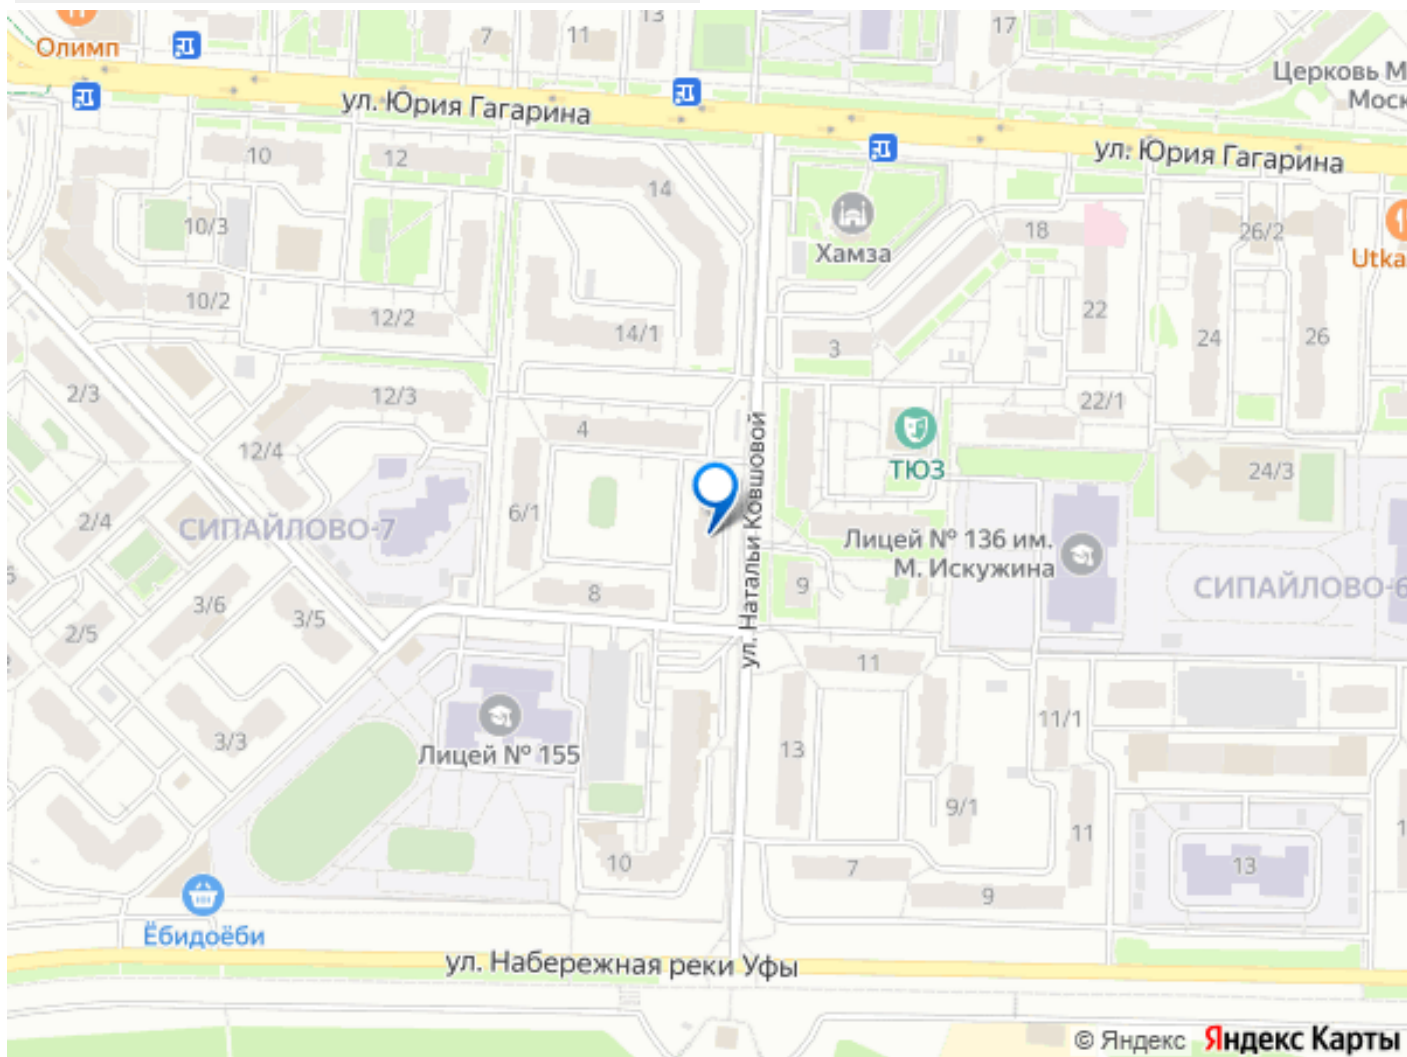 13
17
Олимп
7
11
Церковь М
Моск
ул. Юрия Гагарина
ул. Юрия Гагарина
10
12
14
10/3
18
26/2
Хамза
Utka
10/2
12/2
14/1
22
3
24
26
2/3
12/3
22/1
4
12/4
ул. Натальи Ковшовой
ТЮЗ
24/3
2/4
6/1
СИПАЙЛОВО-7
Лицей № 136 им.
М. Искужина
5
9
СИПАЙЛОВО-6
3/6
8
3/5
2/5
11
11/1
3/3
Лицей № 155
13
9/1
11
1
10
7
13
9
Ёбидоёби
ул. Набережная реки Уфы
© Яндекс Яндекс Карты